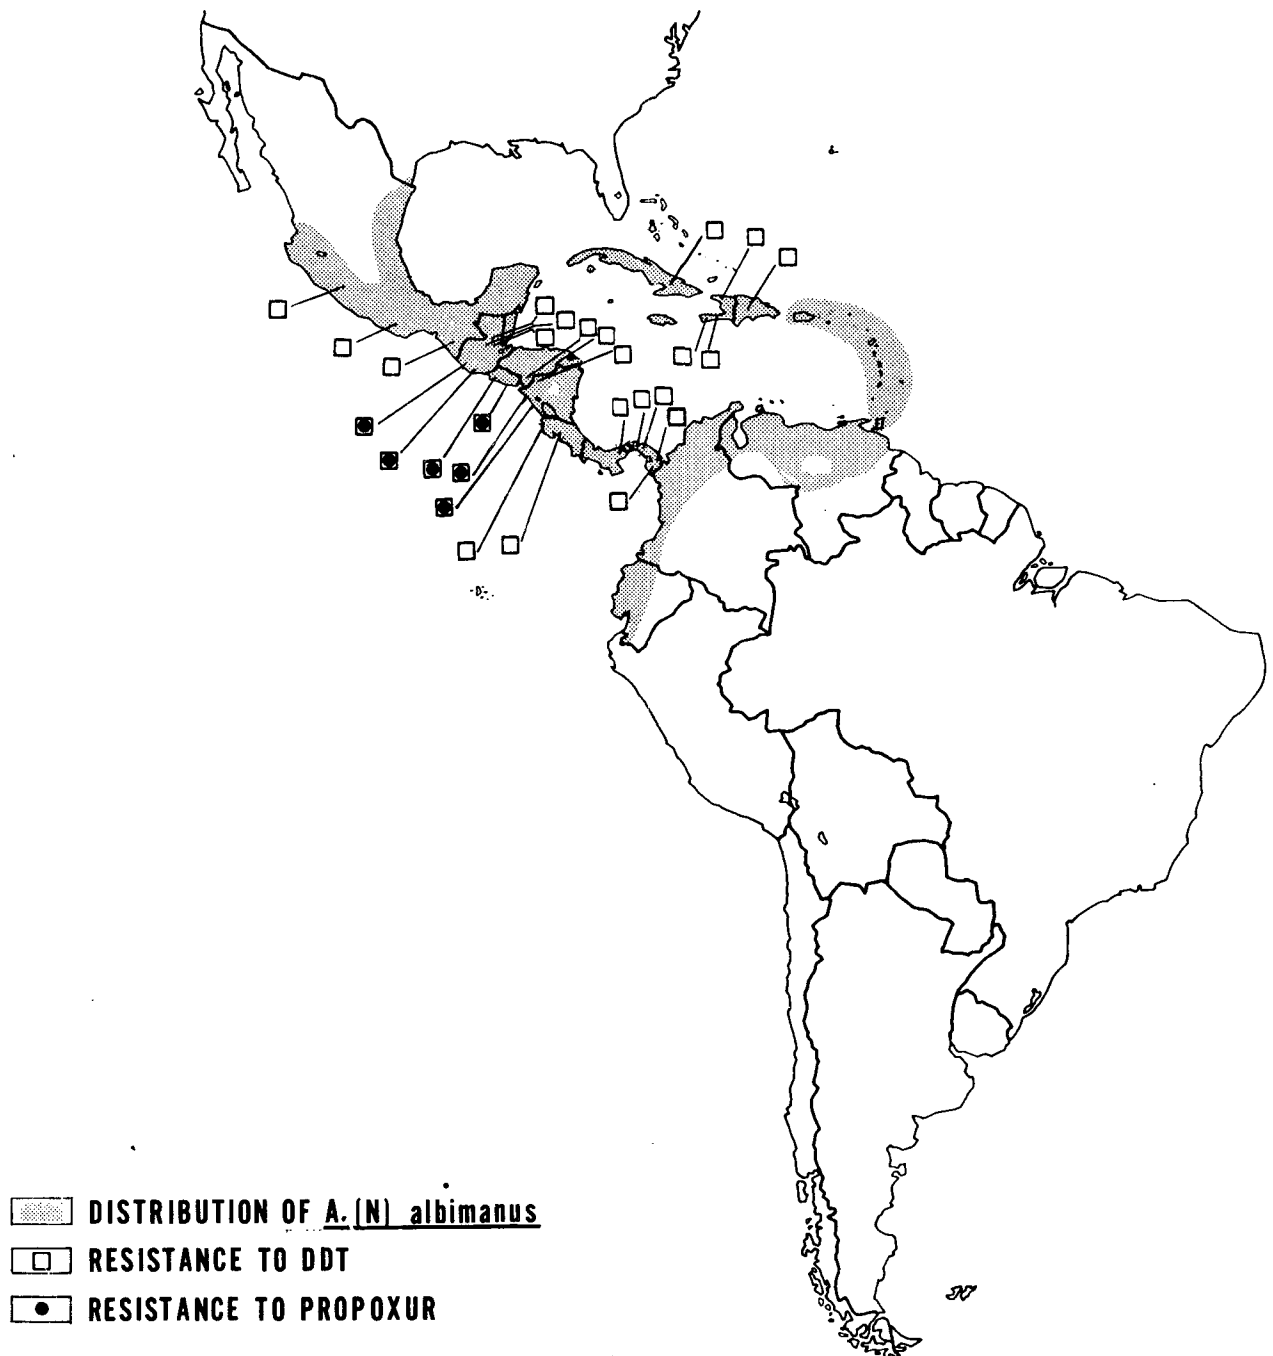 DISTRIBUTION OF A. (N) albimanus
RESISTANCE TO DDT
RESISTANCE TO PROPOXUR